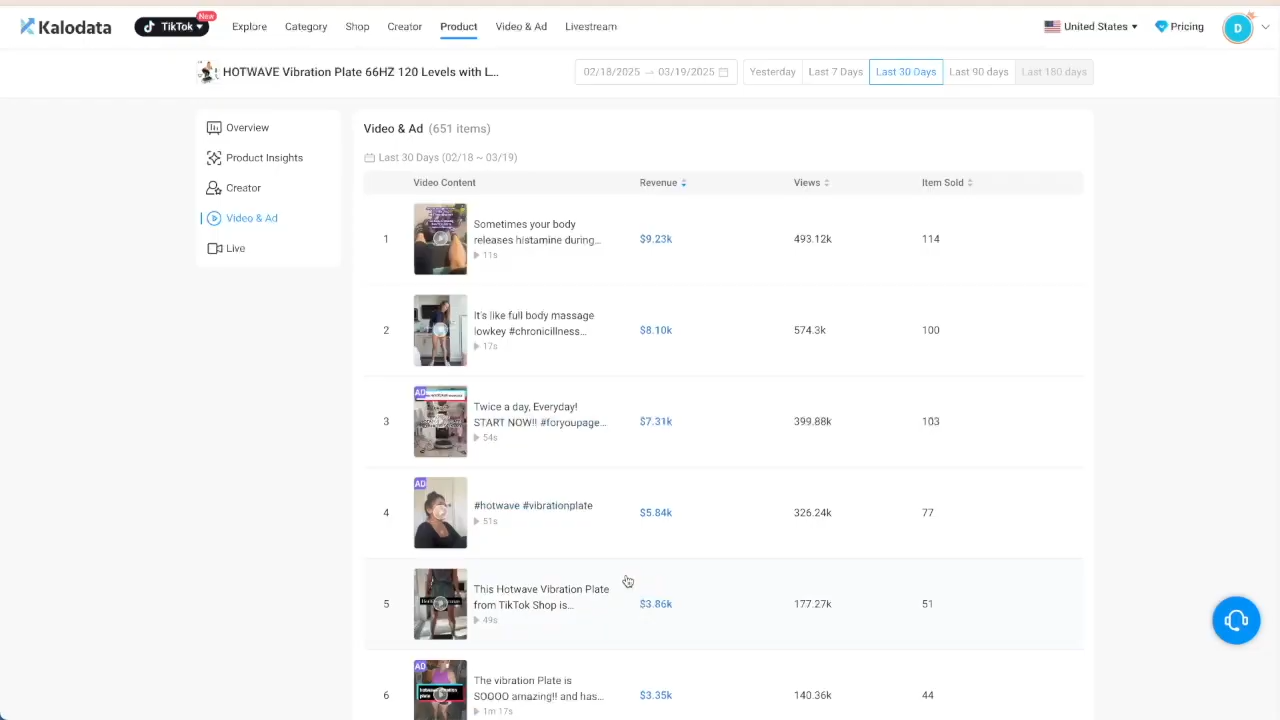 Kalodata
TikTok
New
Explore
Category
Shop
Creator
Product
Video & Ad
Livestream
United States
Pricing
D
HOTWAVE Vibration Plate 66HZ 120 Levels with L...
02/18/2025 → 03/19/2025
Yesterday
Last 7 Days
Last 30 Days
Last 90 days
Last 180 days
Overview
Product Insights
Creator
Video & Ad
Live
Video & Ad (651 items)
Last 30 Days (02/18 ~ 03/19)
Video Content
Revenue
Views
Item Sold
1
Sometimes your body
releases histamine during...
11s
$9.23k
493.12k
114
2
It's like full body massage
lowkey #chronicillness...
17s
$8.10k
574.3k
100
3
AD
Twice a day, Everyday!
START NOW!! #foryoupage...
54s
$7.31k
399.88k
103
4
AD
#hotwave #vibrationplate
51s
$5.84k
326.24k
77
5
This Hotwave Vibration Plate
from TikTok Shop is...
49s
$3.86k
177.27k
51
6
AD
hotwave vibration
plate
The vibration Plate is
SOOOO amazing!! and has...
1m 17s
$3.35k
140.36k
44